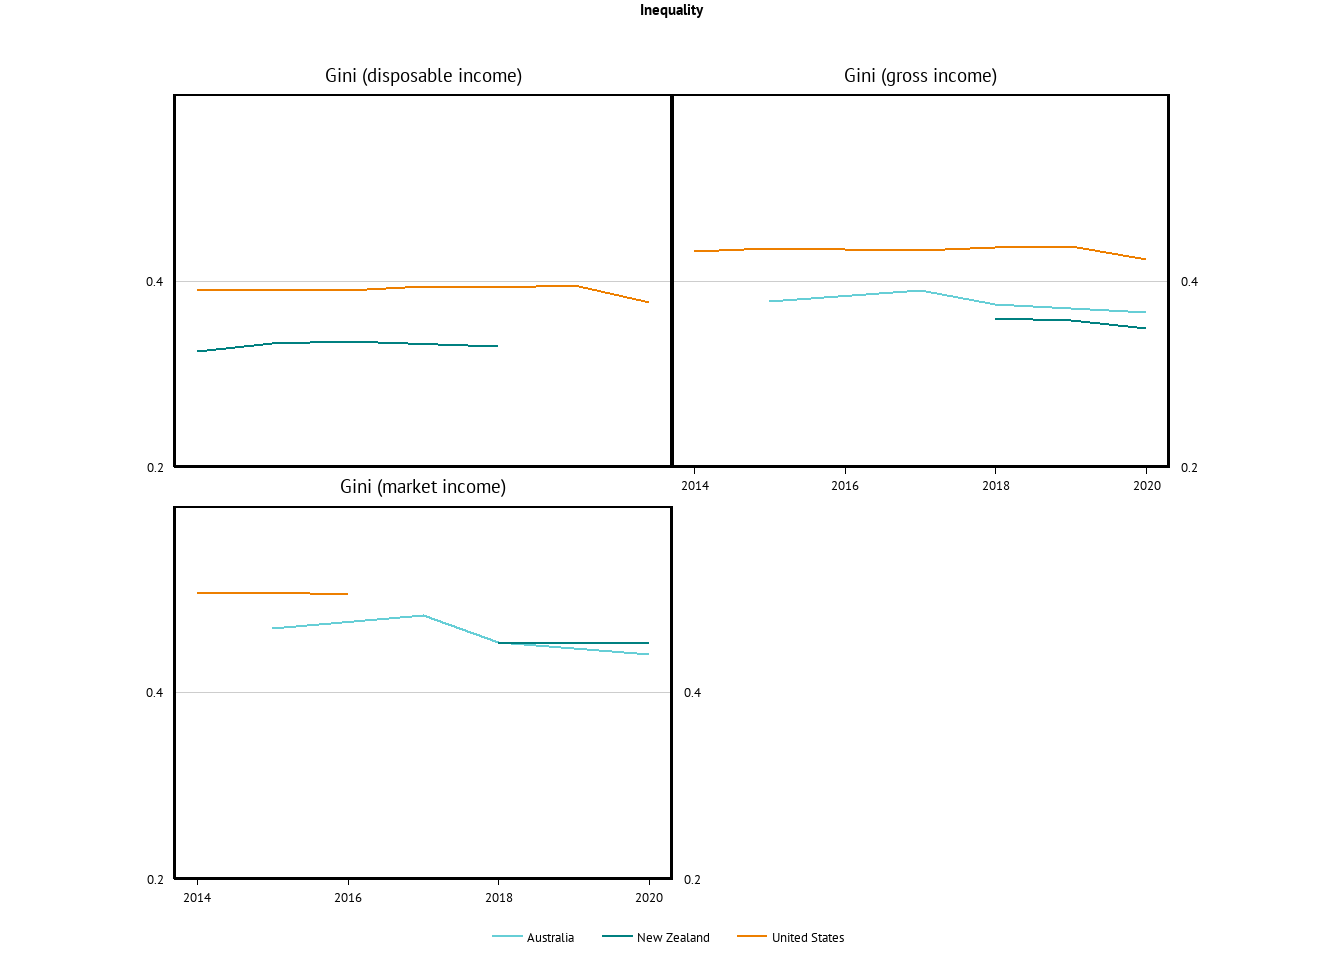 Inequality
Gini (disposable income)
Gini (gross income)
0.4
0.4
0.2
0.2
2014
2016
2018
2020
Gini (market income)
0.4
0.4
0.2
0.2
2014
2016
2018
2020
Australia
New Zealand
United States